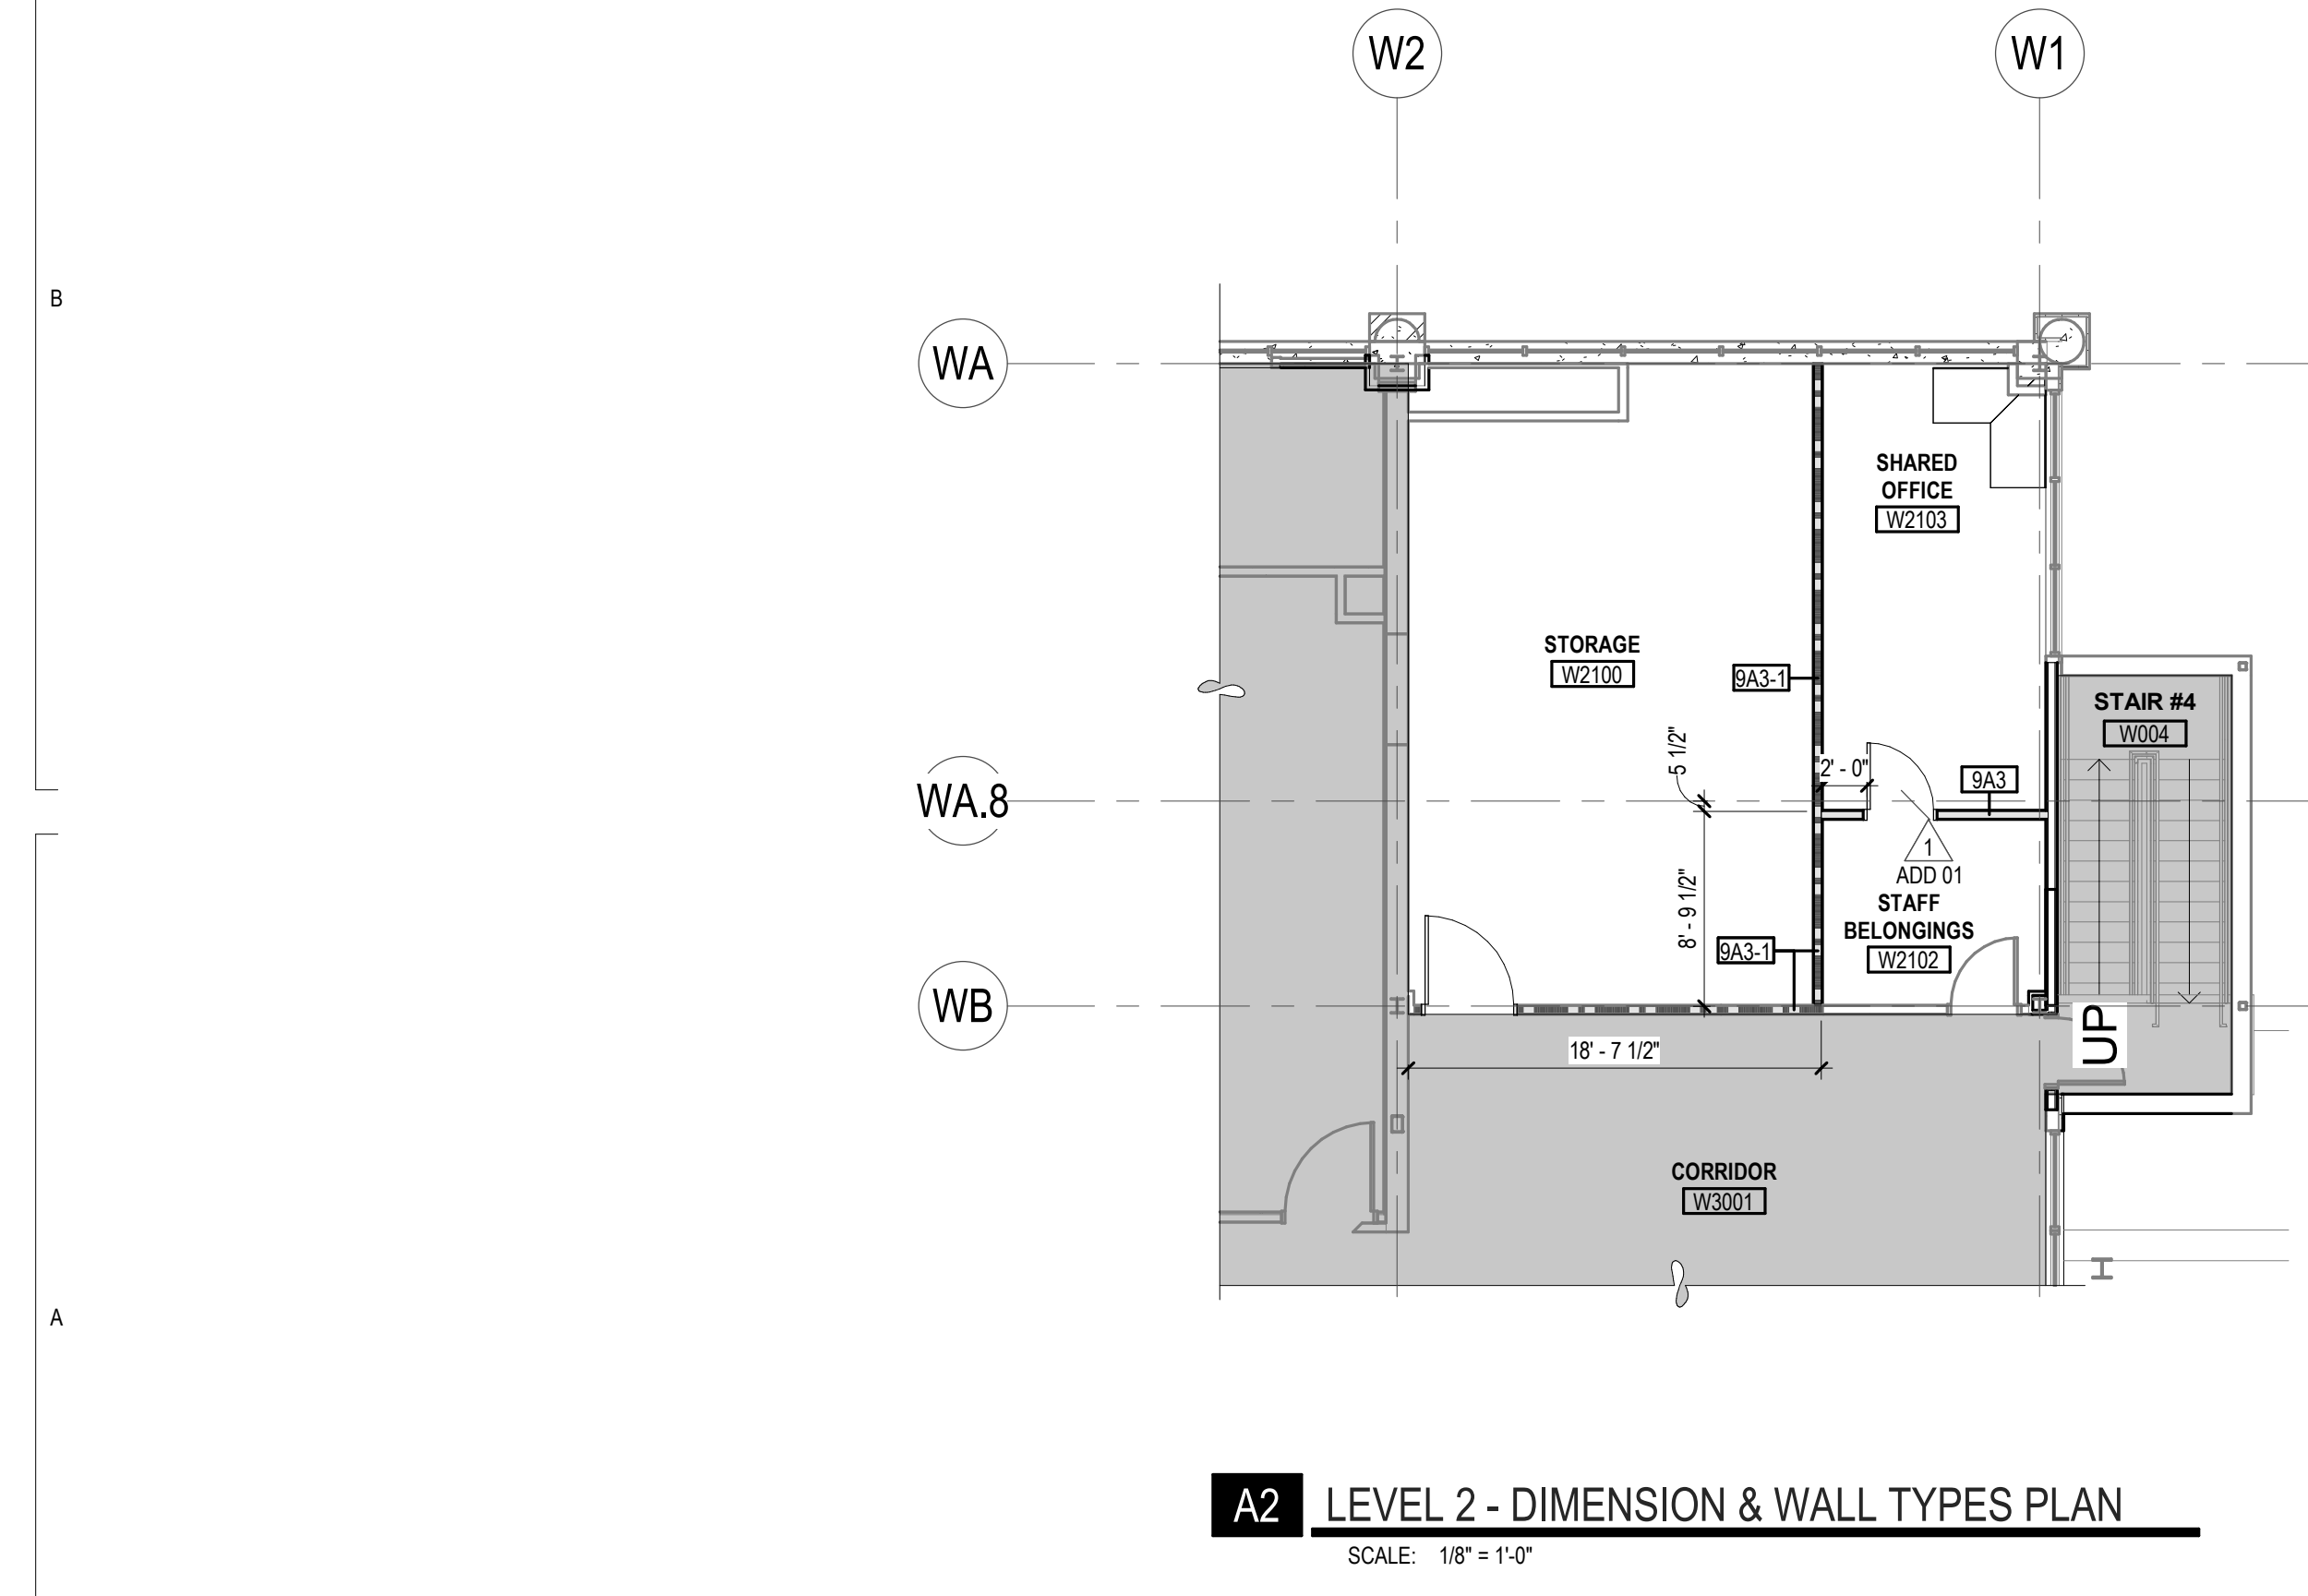 W2
W1
B
WA
SHARED
OFFICE
W2103
STORAGE
W2100
9A3-1
STAIR #4
W004
5 1/2"
2' - 0"
9A3
WA.8
1
ADD 01
8' - 9 1/2"
STAFF
BELONGINGS
9A3-1
W2102
WB
UP
18' - 7 1/2"
CORRIDOR
W3001
A
A2 LEVEL 2 - DIMENSION & WALL TYPES PLAN
SCALE: 1/8" = 1'-0"